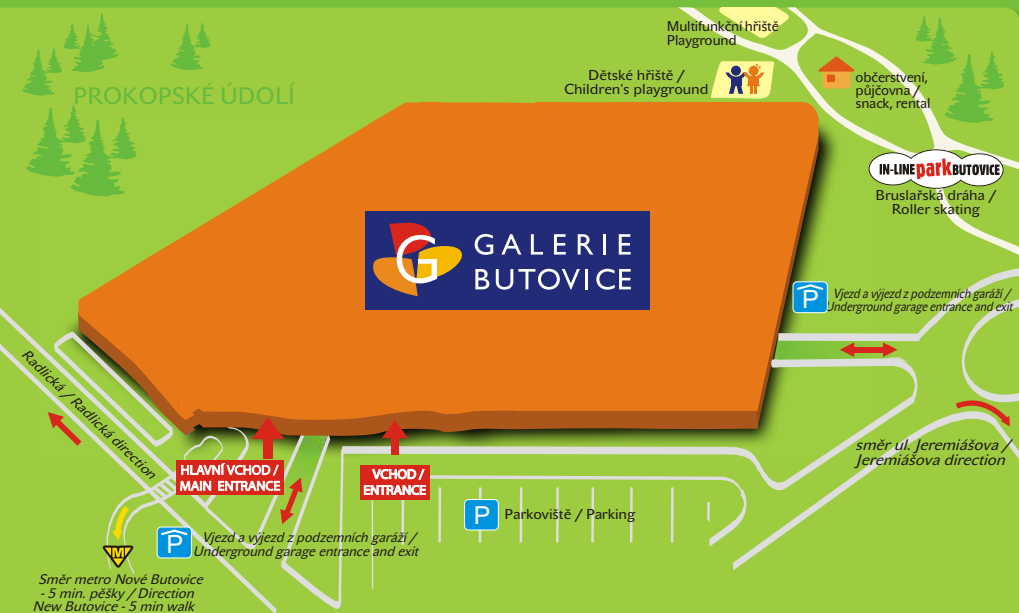 Multifunkční hřiště
Playground
Dětské hřiště /
Children's playground
občerstvení,
půjčovna /
snack, rental
PROKOPSKÉ ÚDOLÍ
IN-LINE park BUTOVICE
Bruslařská dráha /
Roller skating
G
GALERIE
BUTOVICE
P
Vjezd a výjezd z podzemních garáží /
Underground garage entrance and exit
Radlická / Radlická direction
směr ul. Jeremiášova /
Jeremiášova direction
HLAVNÍ VCHOD /
MAIN ENTRANCE
VCHOD /
ENTRANCE
P
Parkoviště / Parking
P
Vjezd a výjezd z podzemních garáží /
Underground garage entrance and exit
M
Směr metro Nové Butovice
- 5 min. pěšky / Direction
New Butovice - 5 min walk